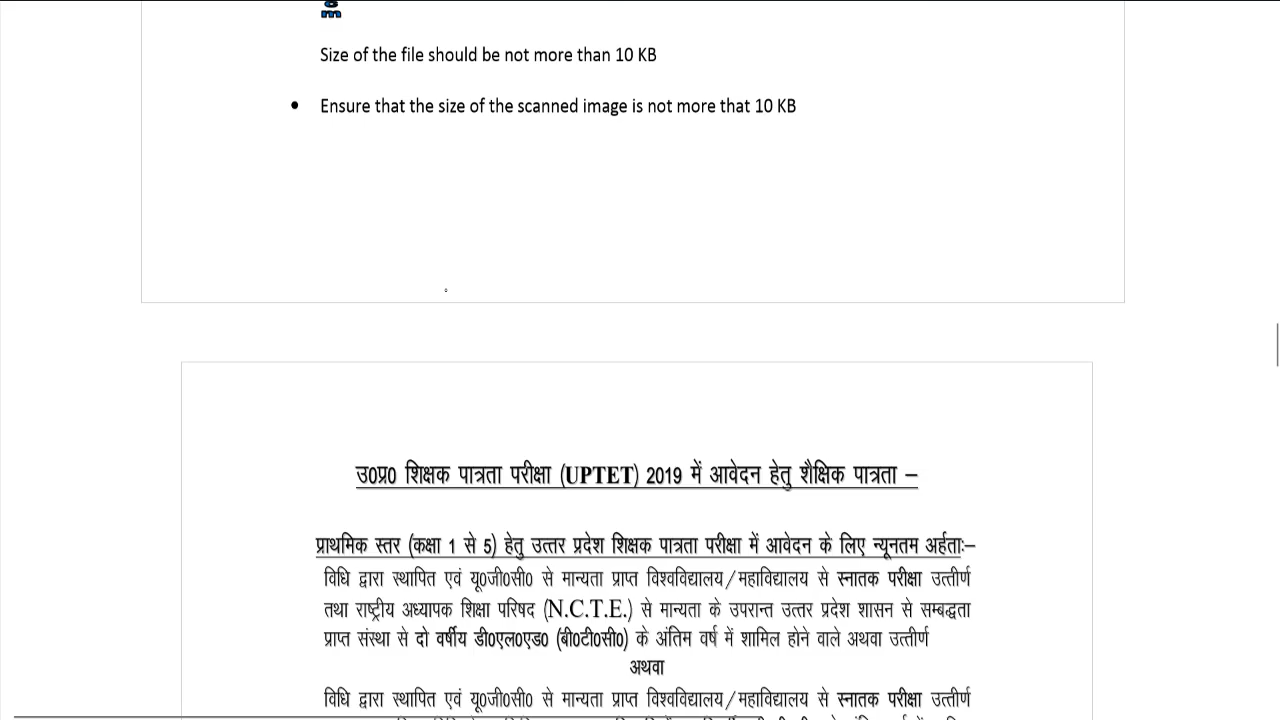 Size of the file should be not more than 10 KB
• Ensure that the size of the scanned image is not more that 10 KB
उ0प्र0 शिक्षक पात्रता परीक्षा (UPTET) 2019 में आवेदन हेतु शैक्षिक पात्रता –
प्राथमिक स्तर (कक्षा 1 से 5) हेतु उत्तर प्रदेश शिक्षक पात्रता परीक्षा में आवेदन के लिए न्यूनतम अर्हताः–
विधि द्वारा स्थापित एवं यू0जी0सी0 से मान्यता प्राप्त विश्वविद्यालय/महाविद्यालय से स्नातक परीक्षा उत्तीर्ण
तथा राष्ट्रीय अध्यापक शिक्षा परिषद (N.C.T.E.) से मान्यता के उपरान्त उत्तर प्रदेश शासन से सम्बद्धता
प्राप्त संस्था से दो वर्षीय डी0एल0एड0 (बी0टी0सी0) के अंतिम वर्ष में शामिल होने वाले अथवा उत्तीर्ण
अथवा
विधि द्वारा स्थापित एवं यू0जी0सी0 से मान्यता प्राप्त विश्वविद्यालय/महाविद्यालय से स्नातक परीक्षा उत्तीर्ण